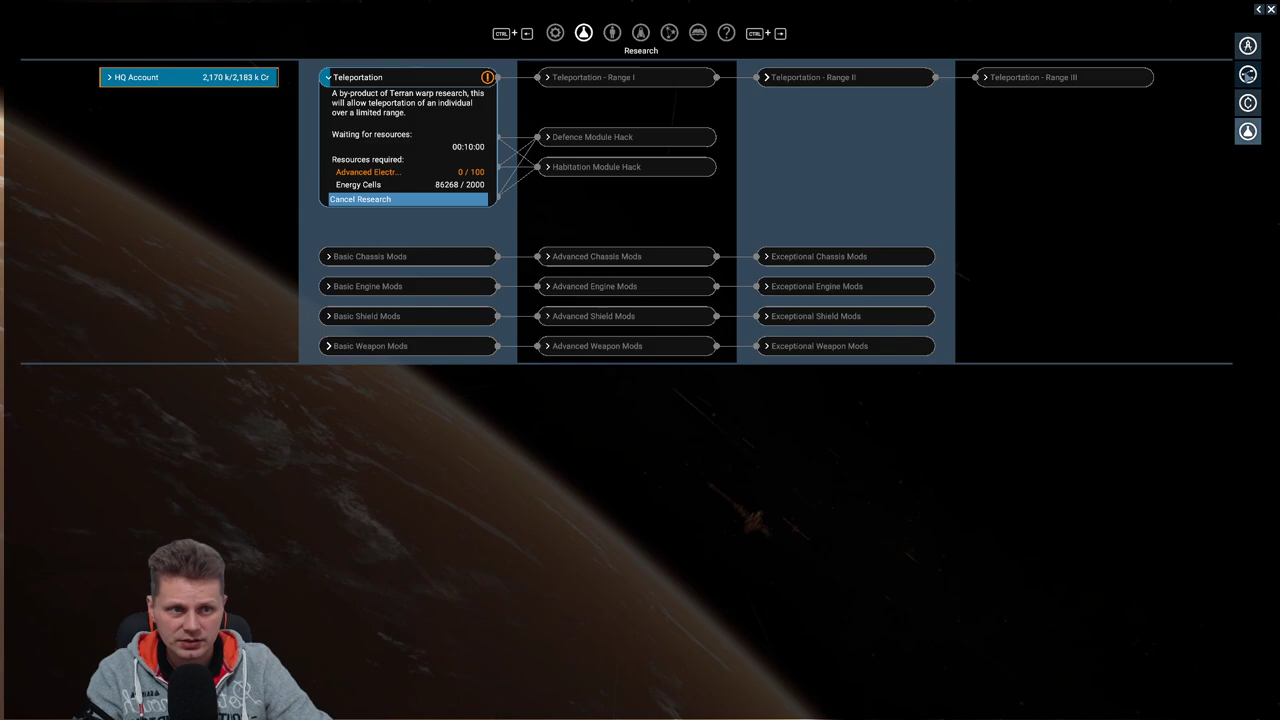 CTRL + ←
CTRL + →
Research
HQ Account 2,170 k/2,183 k Cr
Teleportation
A by-product of Terran warp research, this
will allow teleportation of an individual
over a limited range.
Waiting for resources:
00:10:00
Resources required:
Advanced Electr... 0 / 100
Energy Cells 86268 / 2000
Cancel Research
Teleportation - Range I
Teleportation - Range II
Teleportation - Range III
Defence Module Hack
Habitation Module Hack
Basic Chassis Mods
Advanced Chassis Mods
Exceptional Chassis Mods
Basic Engine Mods
Advanced Engine Mods
Exceptional Engine Mods
Basic Shield Mods
Advanced Shield Mods
Exceptional Shield Mods
Basic Weapon Mods
Advanced Weapon Mods
Exceptional Weapon Mods